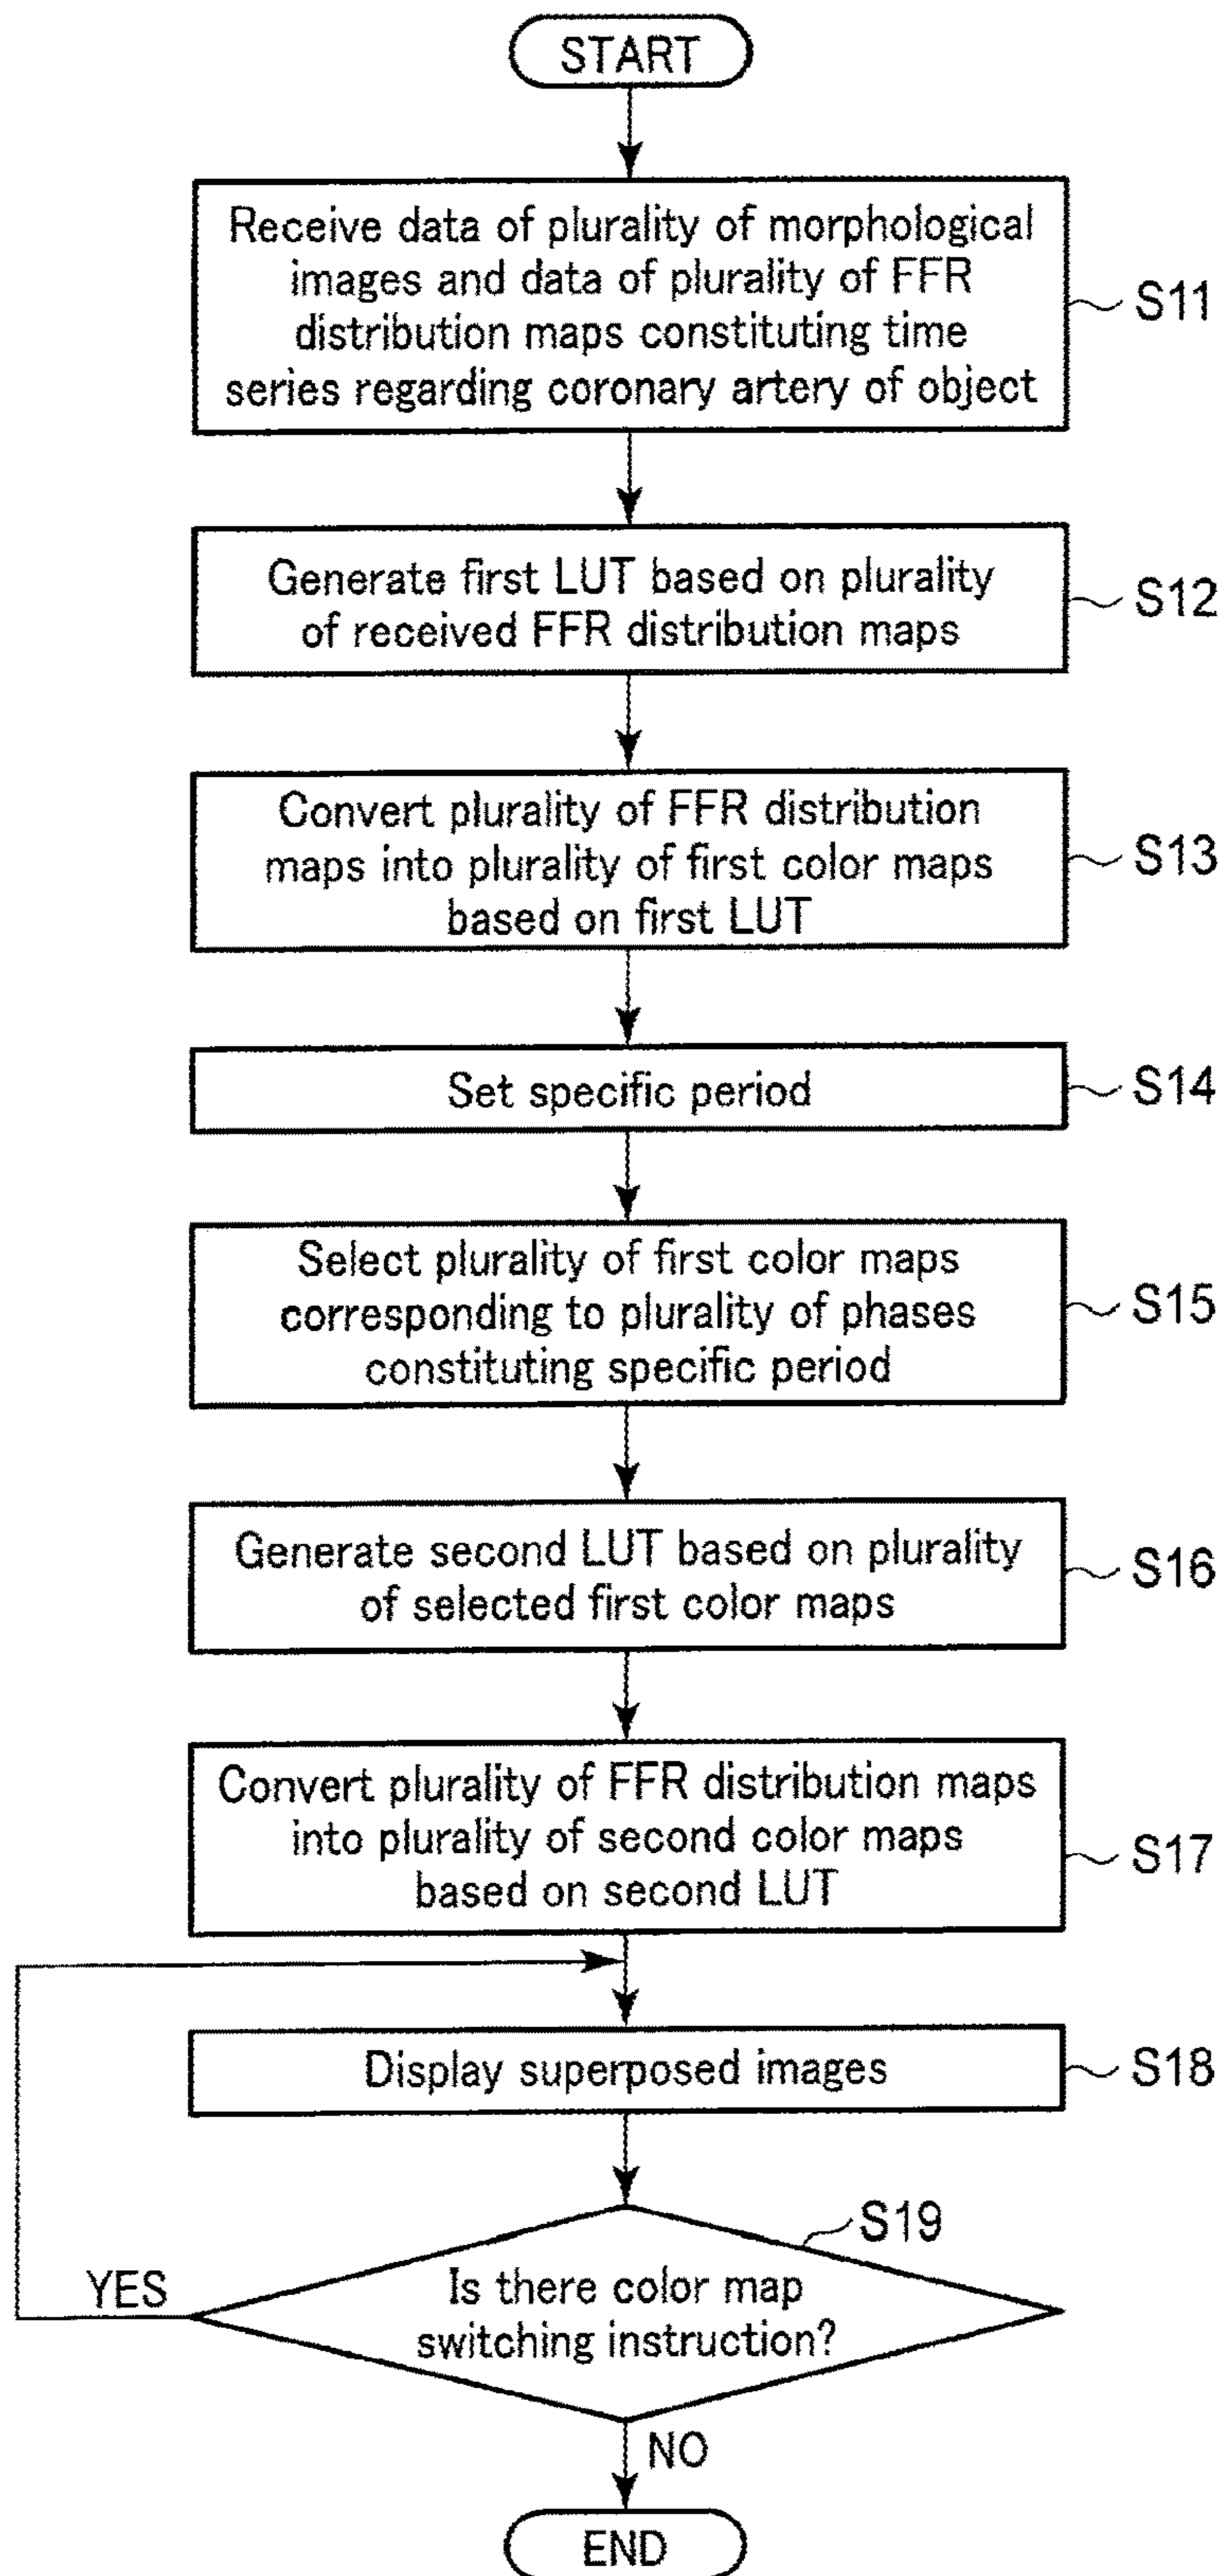 START
Receive data of plurality of morphological
images and data of plurality of FFR
distribution maps constituting time
series regarding coronary artery of object
S11
Generate first LUT based on plurality
of received FFR distribution maps
S12
Convert plurality of FFR distribution
maps into plurality of first color maps
based on first LUT
S13
Set specific period
S14
Select plurality of first color maps
corresponding to plurality of phases
constituting specific period
S15
Generate second LUT based on plurality
of selected first color maps
S16
Convert plurality of FFR distribution maps
into plurality of second color maps
based on second LUT
S17
Display superposed images
S18
S19
Is there color map
switching instruction?
YES
NO
END